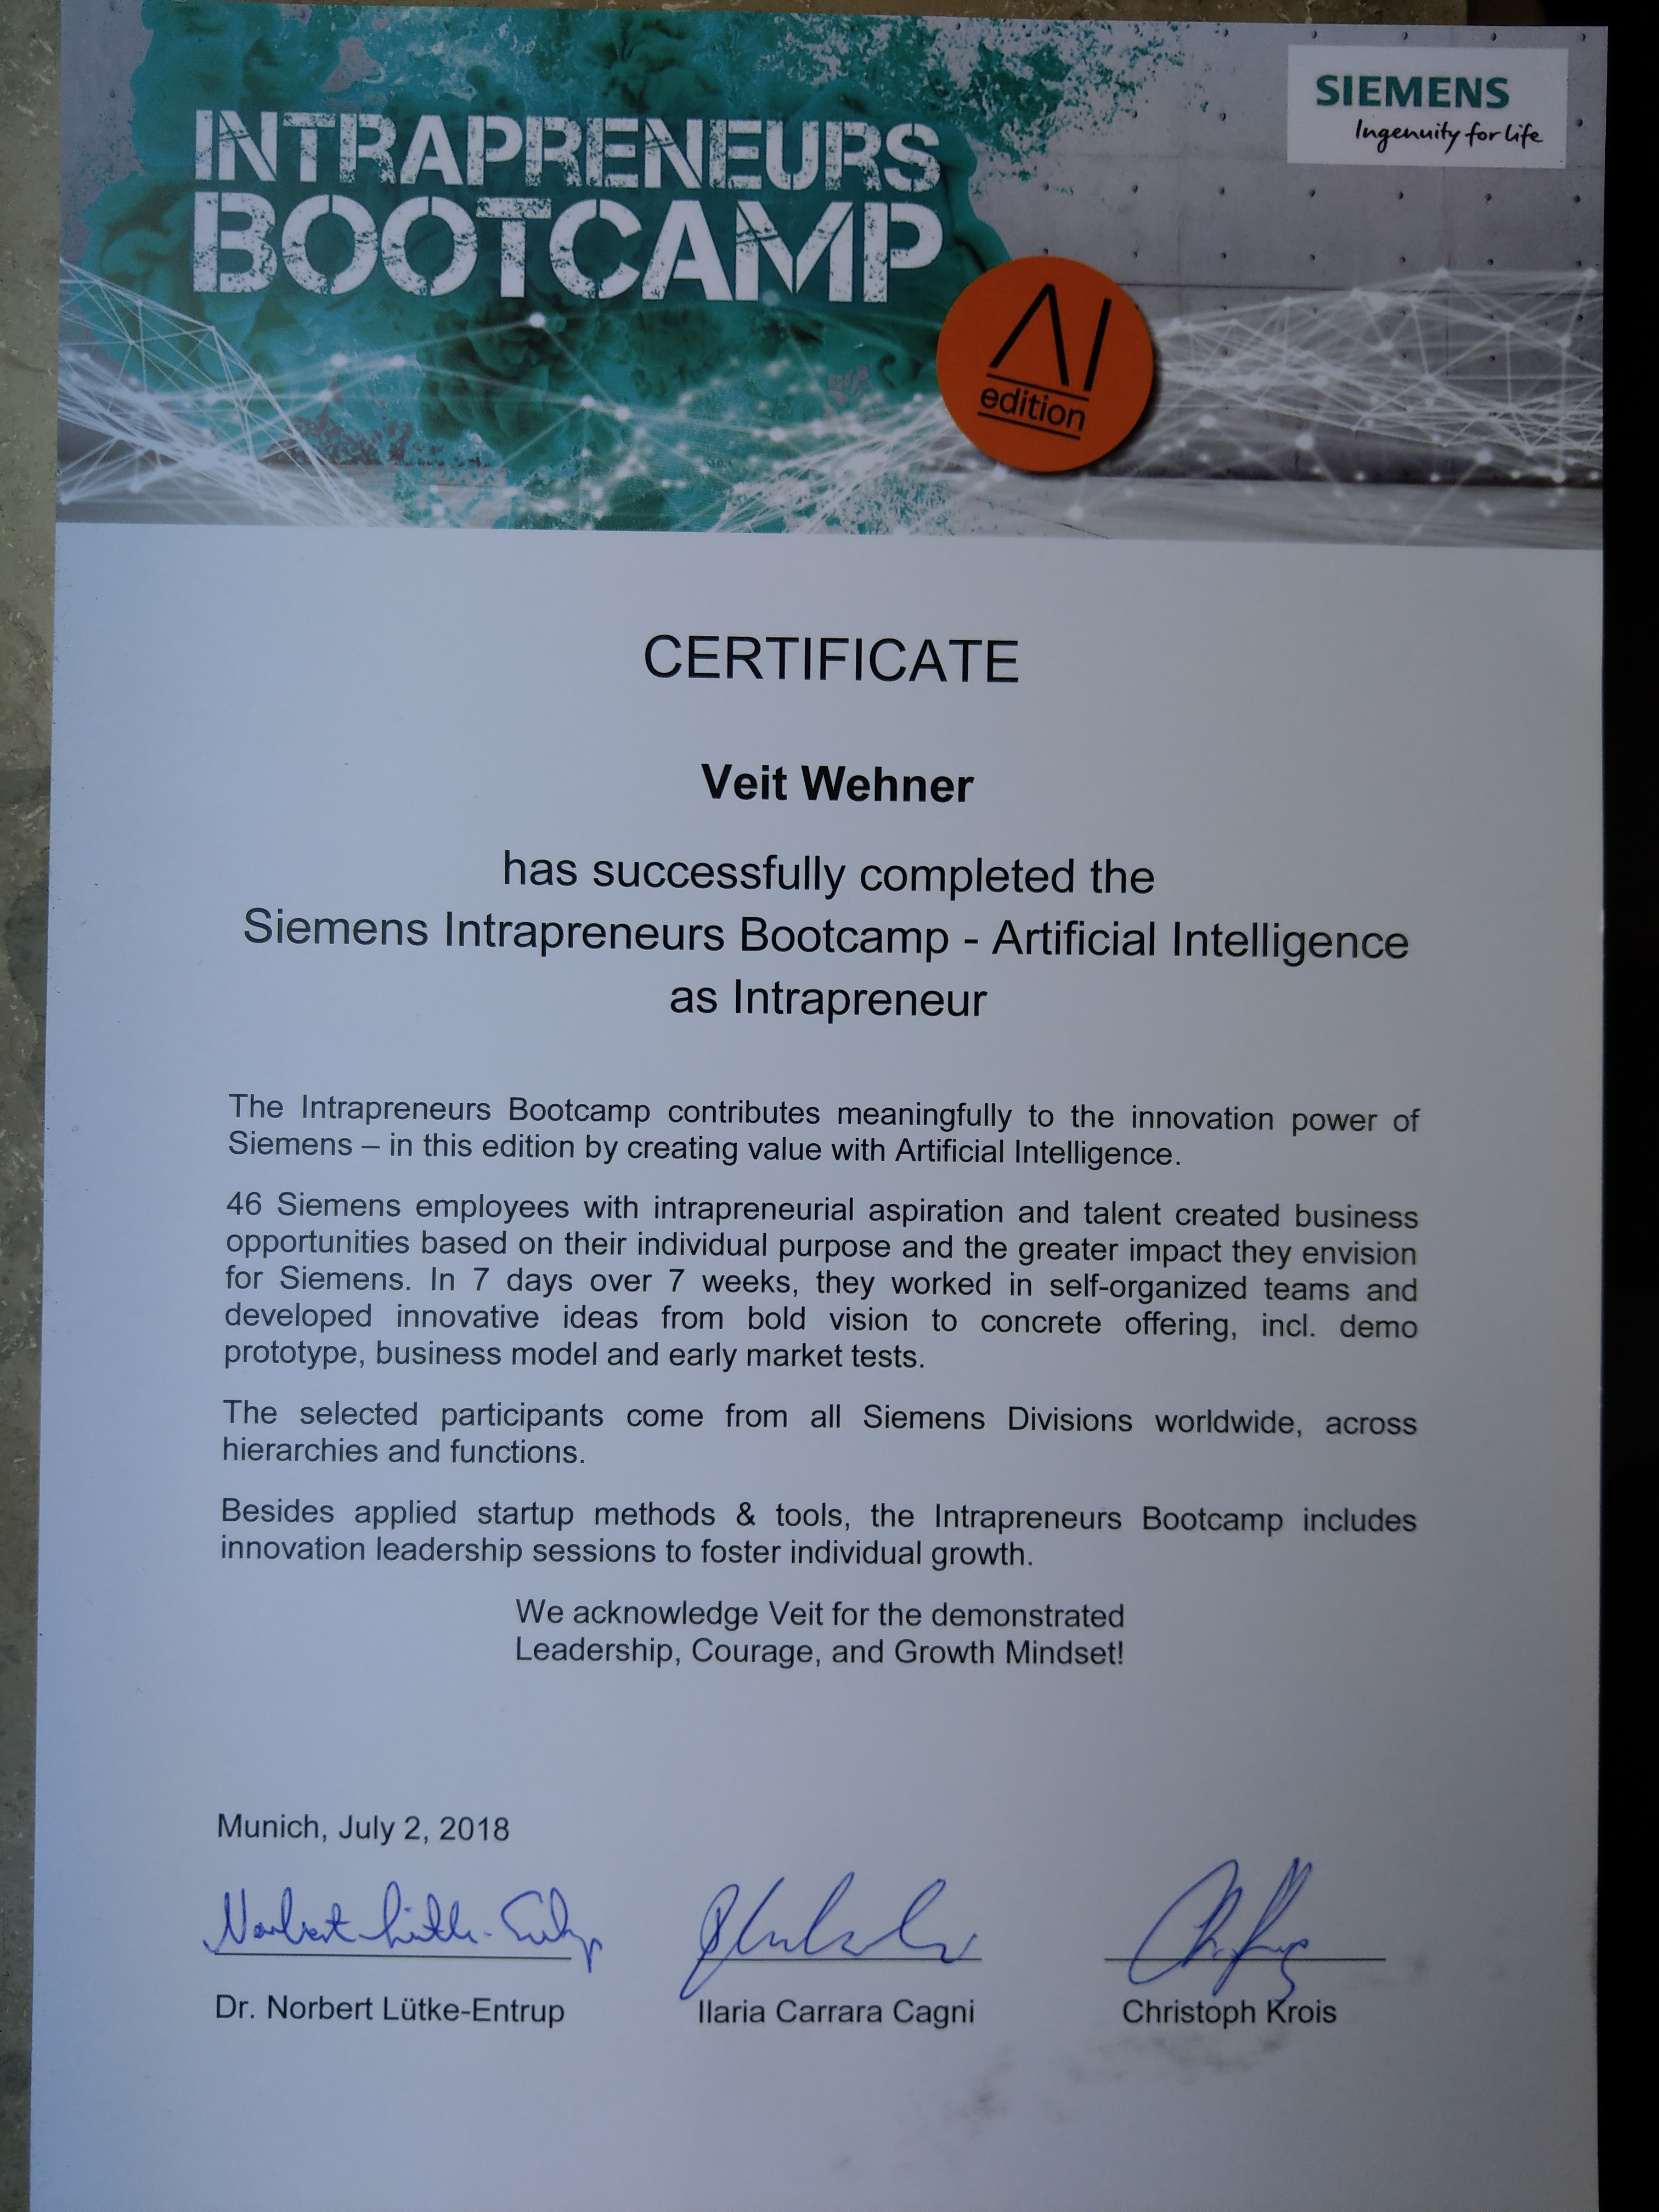 INTRAPRENEURS
BOOTCAMP
SIEMENS
Ingenuity for life
AI
edition
CERTIFICATE
Veit Wehner
has successfully completed the
Siemens Intrapreneurs Bootcamp - Artificial Intelligence
as Intrapreneur
The Intrapreneurs Bootcamp contributes meaningfully to the innovation power of
Siemens – in this edition by creating value with Artificial Intelligence.
46 Siemens employees with intrapreneurial aspiration and talent created business
opportunities based on their individual purpose and the greater impact they envision
for Siemens. In 7 days over 7 weeks, they worked in self-organized teams and
developed innovative ideas from bold vision to concrete offering, incl. demo
prototype, business model and early market tests.
The selected participants come from all Siemens Divisions worldwide, across
hierarchies and functions.
Besides applied startup methods & tools, the Intrapreneurs Bootcamp includes
innovation leadership sessions to foster individual growth.
We acknowledge Veit for the demonstrated
Leadership, Courage, and Growth Mindset!
Munich, July 2, 2018
Dr. Norbert Lütke-Entrup
Ilaria Carrara Cagni
Christoph Krois